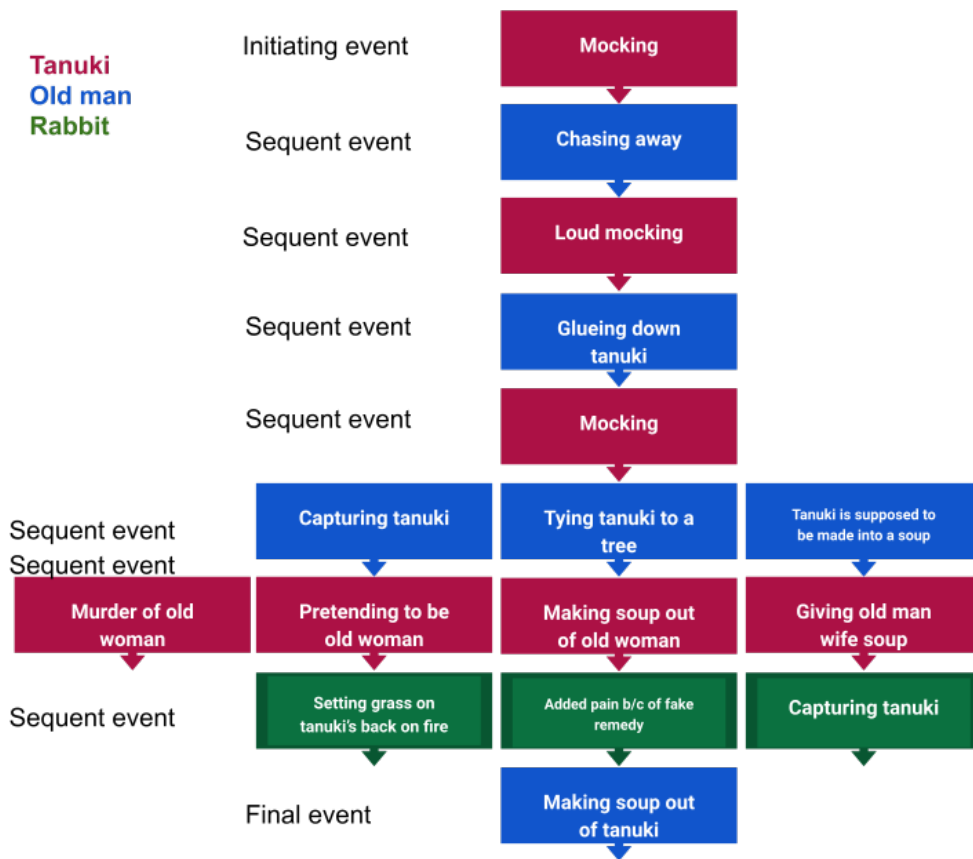 Initiating event
Mocking
Tanuki
Old man
Rabbit
Sequent event
Chasing away
Sequent event
Loud mocking
Sequent event
Glueing down
tanuki
Sequent event
Mocking
Sequent event
Capturing tanuki
Tying tanuki to a
tree
Tanuki is supposed to
be made into a soup
Sequent event
Murder of old
woman
Pretending to be
old woman
Making soup out
of old woman
Giving old man
wife soup
Sequent event
Setting grass on
tanuki's back on fire
Added pain b/c of fake
remedy
Capturing tanuki
Final event
Making soup out
of tanuki